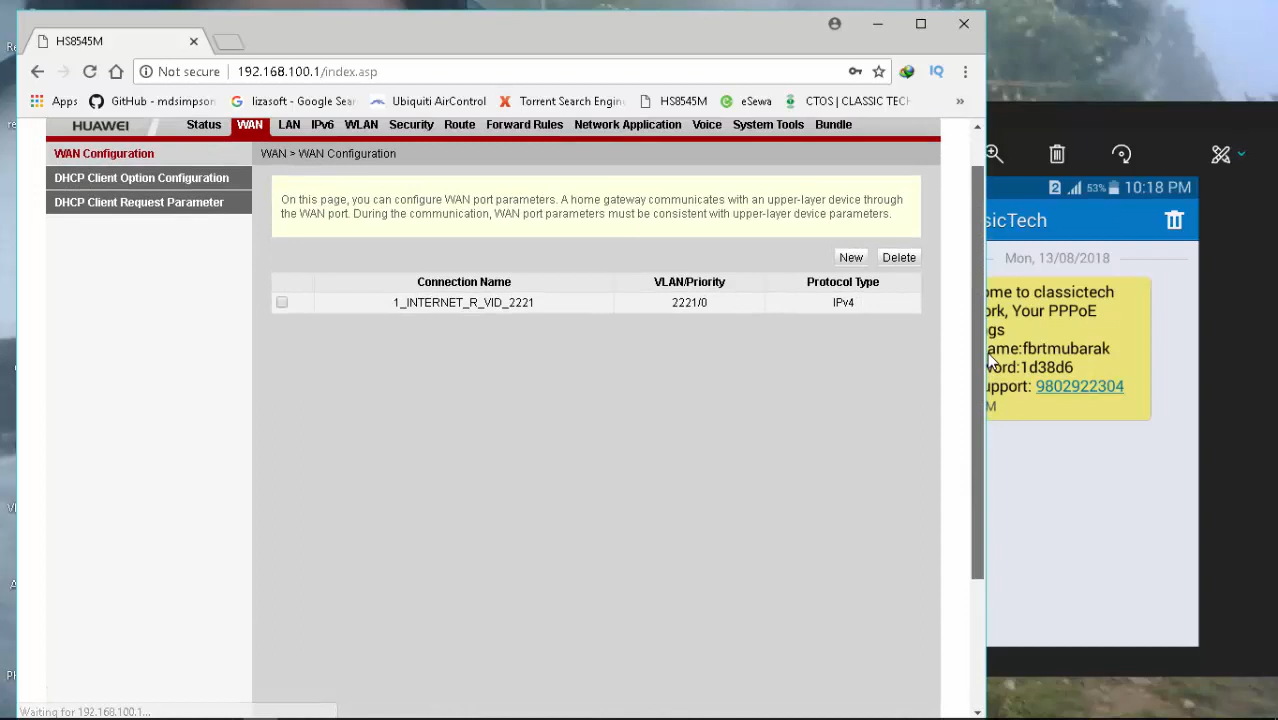 HS8545M
Not secure 192.168.100.1/index.asp
Apps GitHub - mdsimpson lizasoft - Google Sear Ubiquiti AirControl Torrent Search Engin HS8545M eSewa CTOS | CLASSIC TECH »
HUAWEI Status WAN LAN IPv6 WLAN Security Route Forward Rules Network Application Voice System Tools Bundle
WAN Configuration
DHCP Client Option Configuration
DHCP Client Request Parameter
WAN > WAN Configuration
On this page, you can configure WAN port parameters. A home gateway communicates with an upper-layer device through
the WAN port. During the communication, WAN port parameters must be consistent with upper-layer device parameters.
New Delete
Connection Name VLAN/Priority Protocol Type
1_INTERNET_R_VID_2221 2221/0 IPv4
Waiting for 192.168.100.1...
2 53% 10:18 PM
sicTech
Mon, 13/08/2018
ome to classictech
ork, Your PPPoE
ngs
ame:fbrtmubarak
word:1d38d6
upport: 9802922304
M